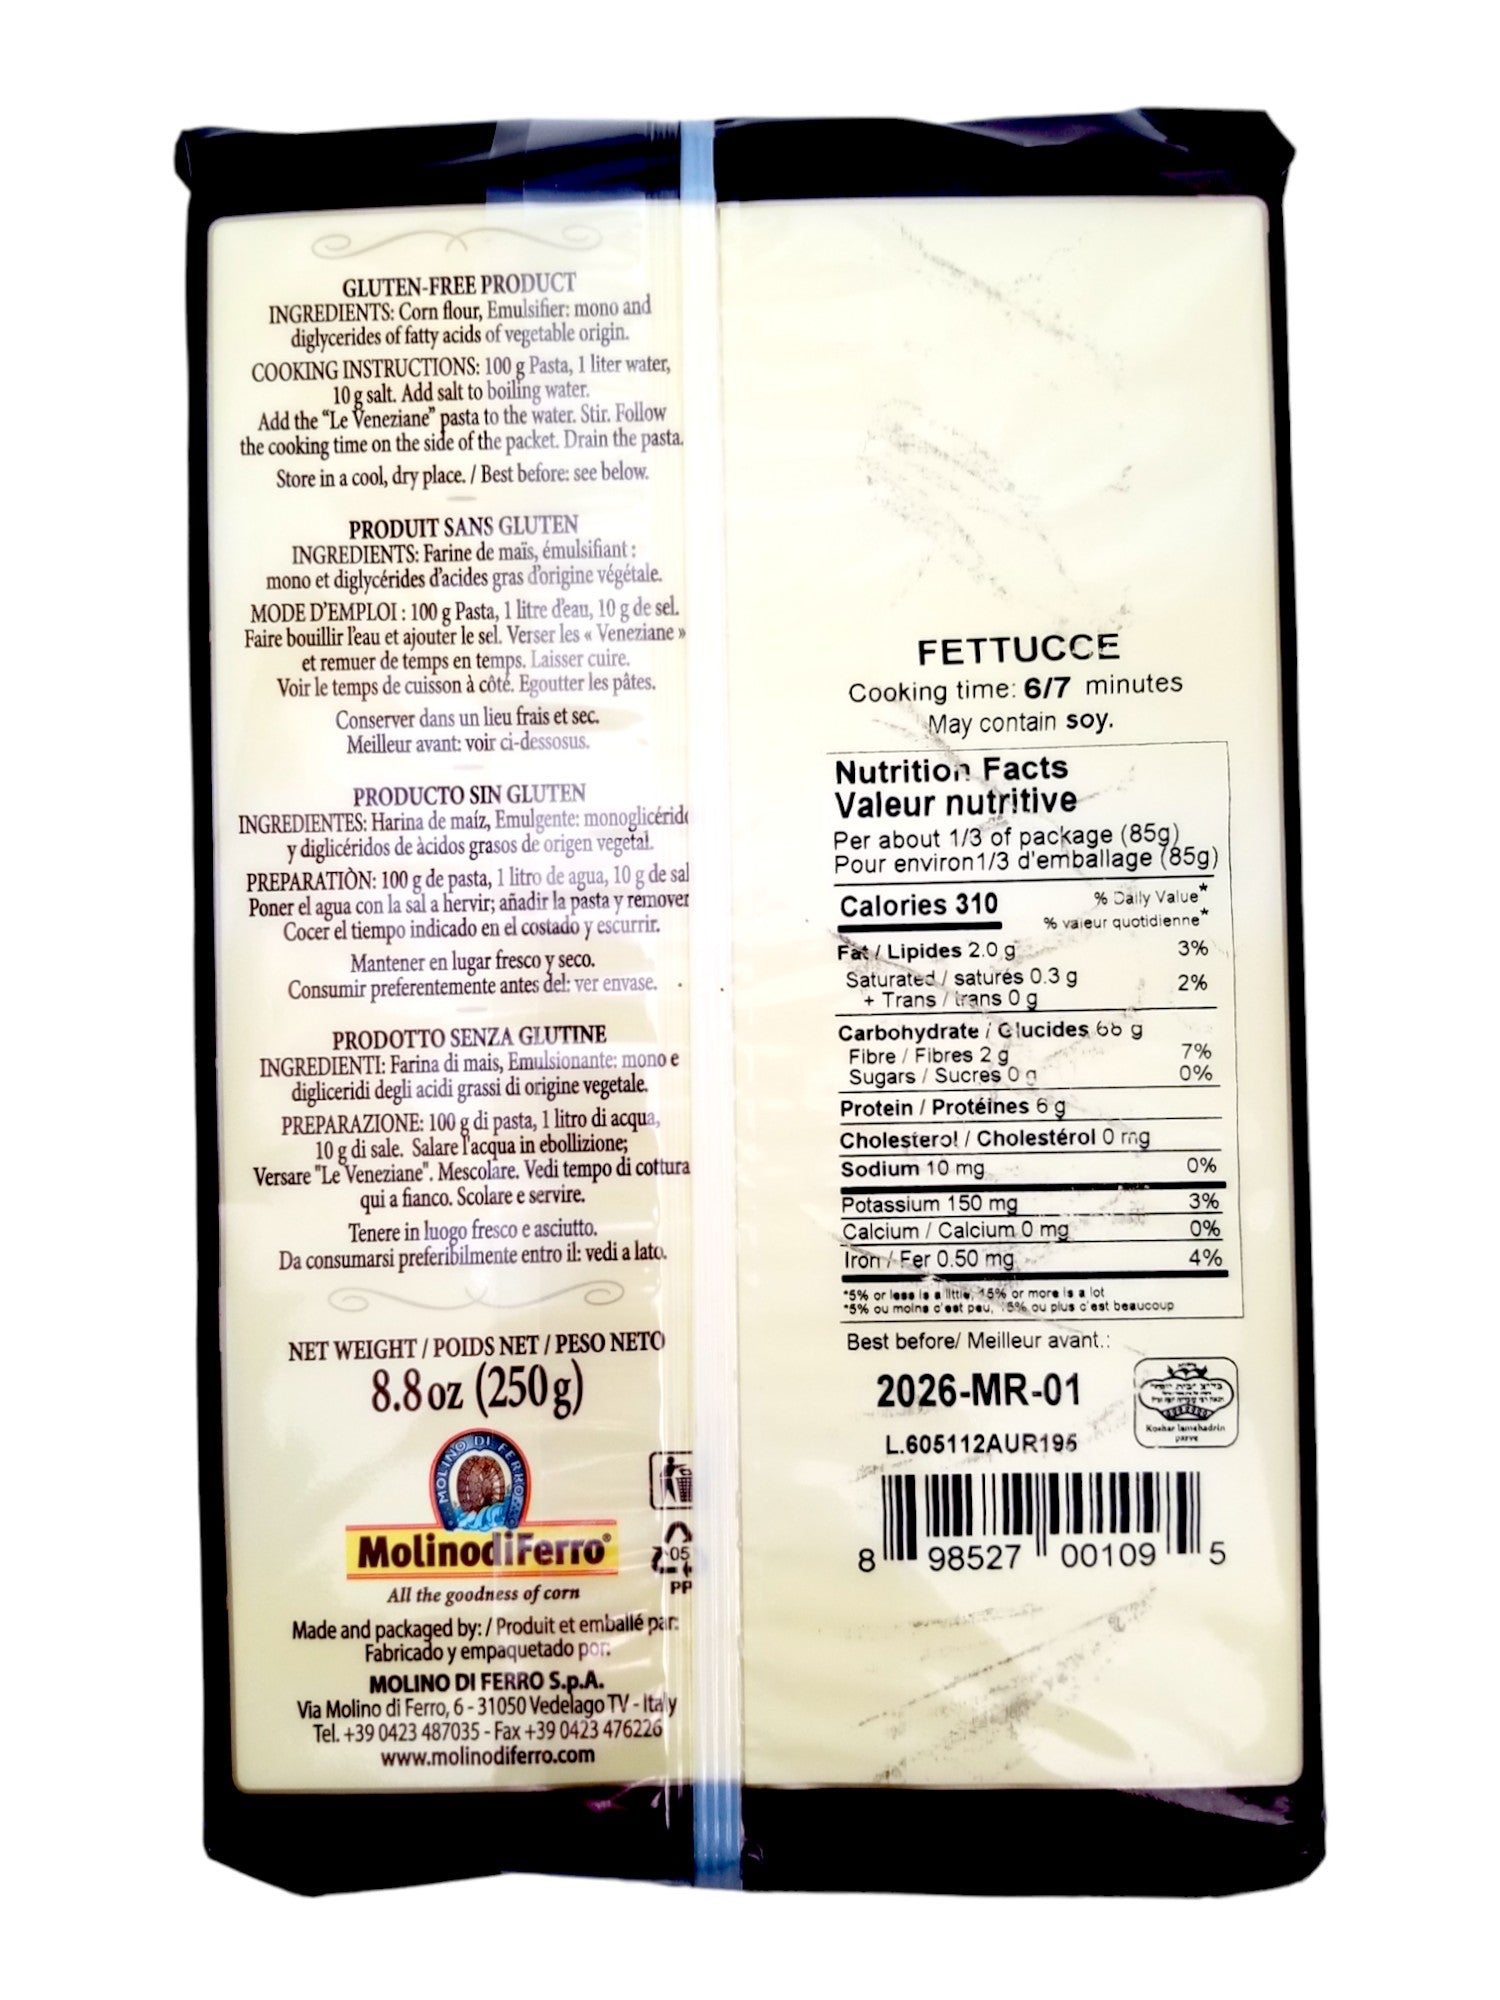 GLUTEN-FREE PRODUCT
INGREDIENTS: Corn flour, Emulsifier: mono and
diglycerides of fatty acids of vegetable origin.
COOKING INSTRUCTIONS: 100 g Pasta, 1 liter water,
10 g salt. Add salt to boiling water.
Add the “Le Veneziane” pasta to the water. Stir. Follow
the cooking time on the side of the packet. Drain the pasta.
Store in a cool, dry place. / Best before: see below.
PRODUIT SANS GLUTEN
INGREDIENTS: Farine de maïs, émulsifiant :
mono et diglycérides d'acides gras d'origine végétale.
MODE D'EMPLOI : 100 g Pasta, 1 litre d'eau, 10 g de sel.
Faire bouillir l'eau et ajouter le sel. Verser les « Veneziane »
et remuer de temps en temps. Laisser cuire.
Voir le temps de cuisson à côté. Egoutter les pâtes.
Conserver dans un lieu frais et sec.
Meilleur avant: voir ci-dessosus.
PRODUCTO SIN GLUTEN
INGREDIENTES: Harina de maíz, Emulgente: monoglicérido
y diglicéridos de àcidos grasos de origen vegetal.
PREPARATIÒN: 100 g de pasta, 1 litro de agua, 10 g de sal
Poner el agua con la sal a hervir; añadir la pasta y remover
Cocer el tiempo indicado en el costado y escurrir.
Mantener en lugar fresco y seco.
Consumir preferentemente antes del: ver envase.
PRODOTTO SENZA GLUTINE
INGREDIENTI: Farina di mais, Emulsionante: mono e
digliceridi degli acidi grassi di origine vegetale.
PREPARAZIONE: 100 g di pasta, 1 litro di acqua,
10 g di sale. Salare l'acqua in ebollizione;
Versare "Le Veneziane". Mescolare. Vedi tempo di cottura
qui a fianco. Scolare e servire.
Tenere in luogo fresco e asciutto.
Da consumarsi preferibilmente entro il: vedi a lato.
NET WEIGHT / POIDS NET / PESO NETO
8.8 oz (250 g)
MOLINO DI FERRO
MolinodiFerro®
All the goodness of corn
05
PP
Made and packaged by: / Produit et emballé par:
Fabricado y empaquetado por:
MOLINO DI FERRO S.p.A.
Via Molino di Ferro, 6 - 31050 Vedelago TV - Italy
Tel. +39 0423 487035 - Fax +39 0423 476226
www.molinodiferro.com
FETTUCCE
Cooking time: 6/7 minutes
May contain soy.
Nutrition Facts
Valeur nutritive
Per about 1/3 of package (85g)
Pour environ1/3 d'emballage (85g)
Calories 310
% Daily Value*
% valeur quotidienne*
Fat / Lipides 2.0 g 3%
Saturated / saturés 0.3 g 2%
+ Trans / trans 0 g
Carbohydrate / Glucides 66 g
Fibre / Fibres 2 g 7%
Sugars / Sucres 0 g 0%
Protein / Protéines 6 g
Cholesterol / Cholestérol 0 mg
Sodium 10 mg 0%
Potassium 150 mg 3%
Calcium / Calcium 0 mg 0%
Iron / Fer 0.50 mg 4%
*5% or less is a little, 15% or more is a lot
*5% ou moins c'est peu, 15% ou plus c'est beaucoup
Best before/ Meilleur avant.:
2026-MR-01
Kosher lamehadrin
parve
L.605112AUR195
8 98527 00109 5